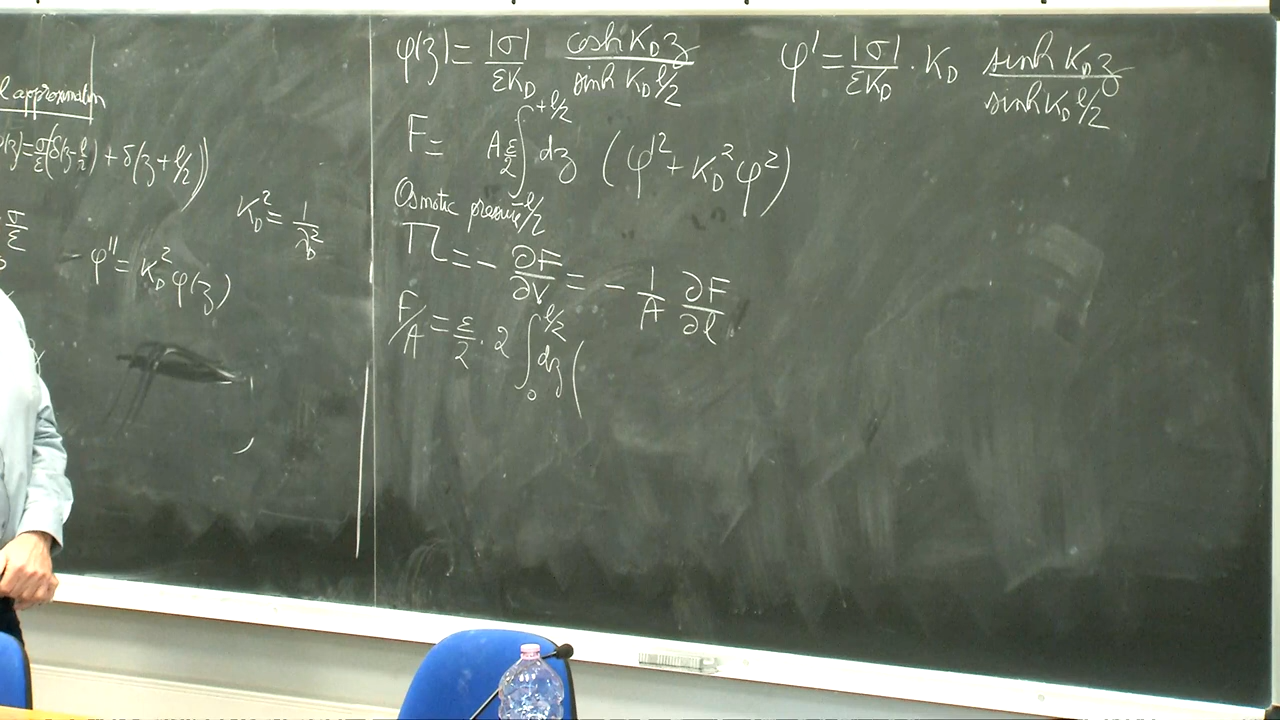 approximation
= σ/ε (δ(z - l/2) + δ(z + l/2))
σ/ε
K_D² = 1/λ_D²
φ'' = K_D² φ(z)
φ(z) = |σ|/(εK_D) cosh K_D z / sinh K_D l/2
φ' = |σ|/(εK_D) · K_D sinh K_D z / sinh K_D l/2
F = A ε/2 ∫_{-l/2}^{+l/2} dz (φ'² + K_D² φ²)
Osmotic pressure
Π = - ∂F/∂V = - 1/A ∂F/∂l
F/A = ε/2 · 2 ∫_0^{l/2} dz (